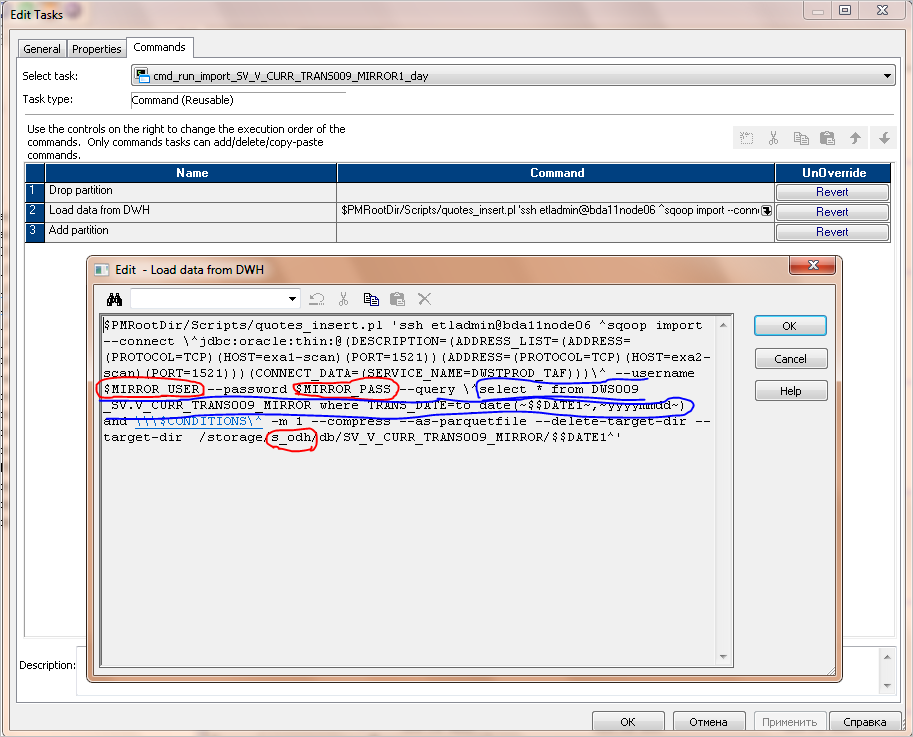 Edit Tasks
General Properties Commands
Select task: cmd_run_import_SV_V_CURR_TRANS009_MIRROR1_day
Task type: Command (Reusable)
Use the controls on the right to change the execution order of the
commands. Only commands tasks can add/delete/copy-paste
commands.
Name Command UnOverride
1 Drop partition Revert
2 Load data from DWH $PMRootDir/Scripts/quotes_insert.pl 'ssh etladmin@bda11node06 ^sqoop import --conn Revert
3 Add partition Revert
Edit - Load data from DWH
$PMRootDir/Scripts/quotes_insert.pl 'ssh etladmin@bda11node06 ^sqoop import
--connect \^jdbc:oracle:thin:@(DESCRIPTION=(ADDRESS_LIST=(ADDRESS=
(PROTOCOL=TCP)(HOST=exa1-scan)(PORT=1521))(ADDRESS=(PROTOCOL=TCP)(HOST=exa2-
scan)(PORT=1521)))(CONNECT_DATA=(SERVICE_NAME=DWSTPROD_TAF)))\^ --username
$MIRROR_USER --password $MIRROR_PASS --query \^select * from DWS009
_SV.V_CURR_TRANS009_MIRROR where TRANS_DATE=to_date(~$$DATE1~,~yyyymmdd~)
and \\\$CONDITIONS\^ -m 1 --compress --as-parquetfile --delete-target-dir --
target-dir /storage/s_odh/db/SV_V_CURR_TRANS009_MIRROR/$$DATE1^'
OK
Cancel
Help
Description:
OK Отмена Применить Справка